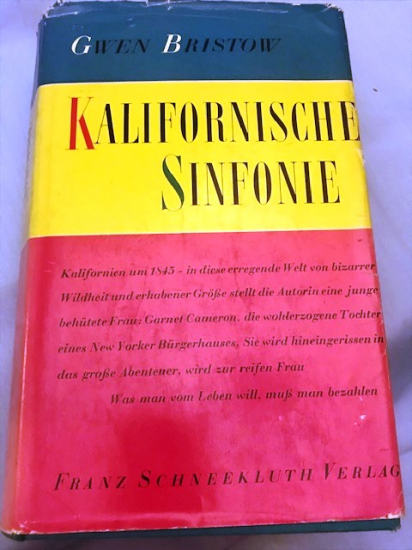 GWEN BRISTOW
KALIFORNISCHE
SINFONIE
Kalifornien um 1845 – in diese erregende Welt von bizarrer
Wildheit und erhabener Größe stellt die Autorin eine junge
behütete Frau: Garnet Cameron, die wohlerzogene Tochter
eines New Yorker Bürgerhauses. Sie wird hineingerissen in
das große Abenteuer, wird zur reifen Frau
Was man vom Leben will, muß man bezahlen
FRANZ SCHNEEKLUTH VERLAG